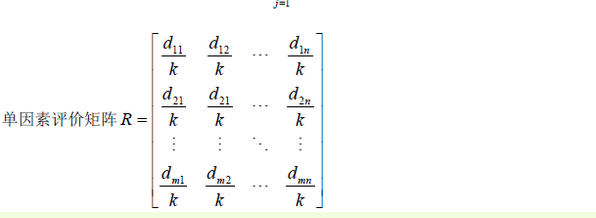 j=1
单因素评价矩阵 R = [ d₁₁/k d₁₂/k ⋯ d₁ₙ/k
d₂₁/k d₂₁/k ⋯ d₂ₙ/k
⋮ ⋮ ⋱ ⋮
dₘ₁/k dₘ₂/k ⋯ dₘₙ/k ]